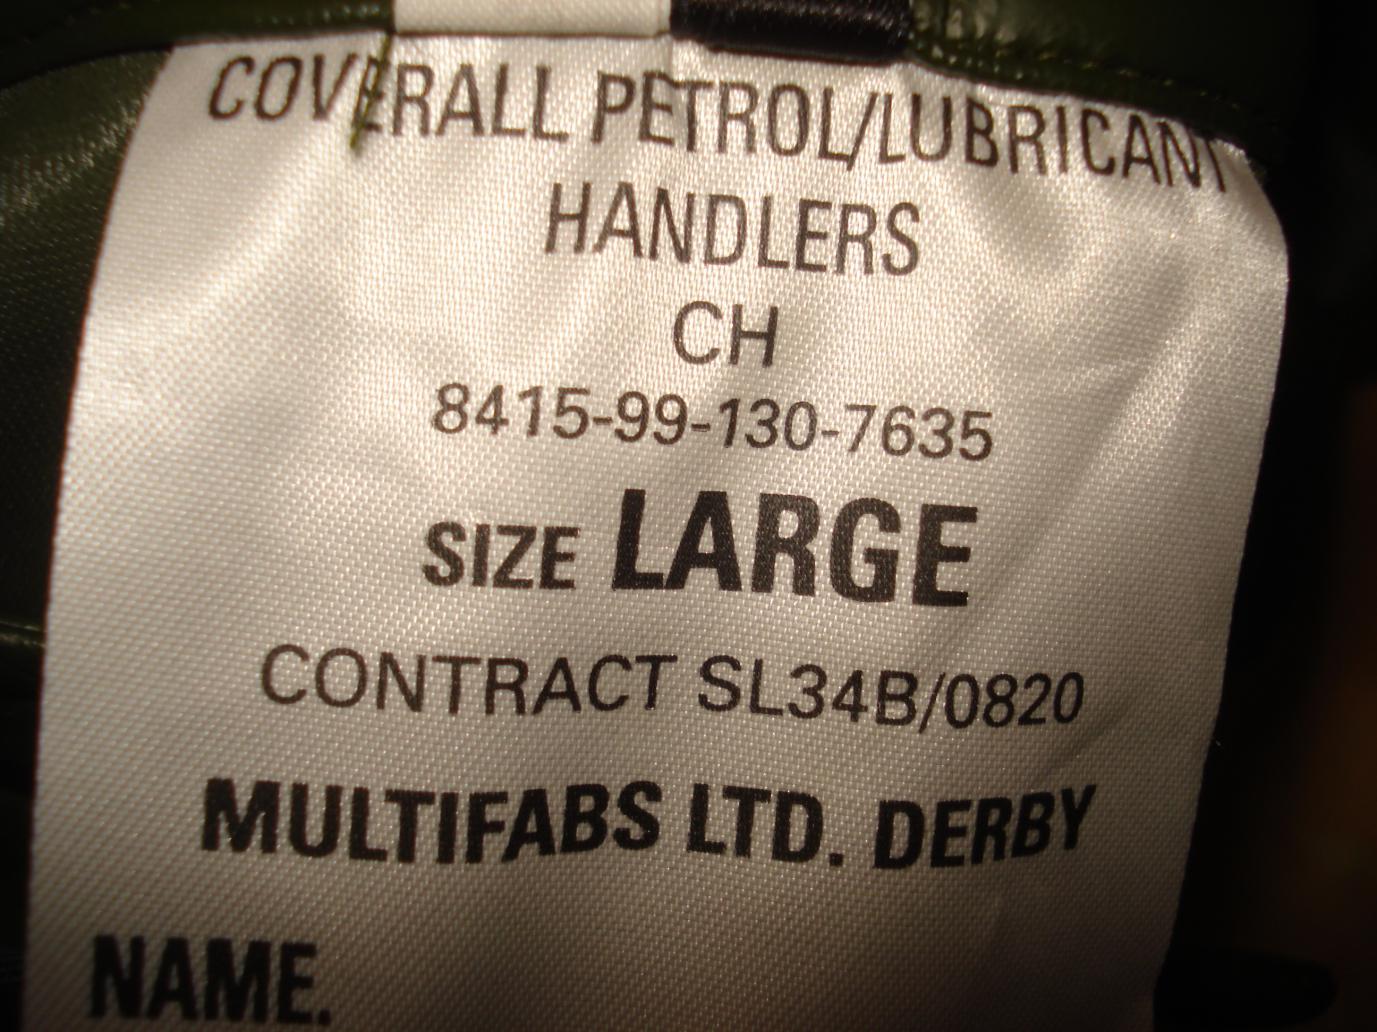 COVERALL PETROL/LUBRICANT
HANDLERS
CH
8415-99-130-7635
SIZE LARGE
CONTRACT SL34B/0820
MULTIFABS LTD. DERBY
NAME.